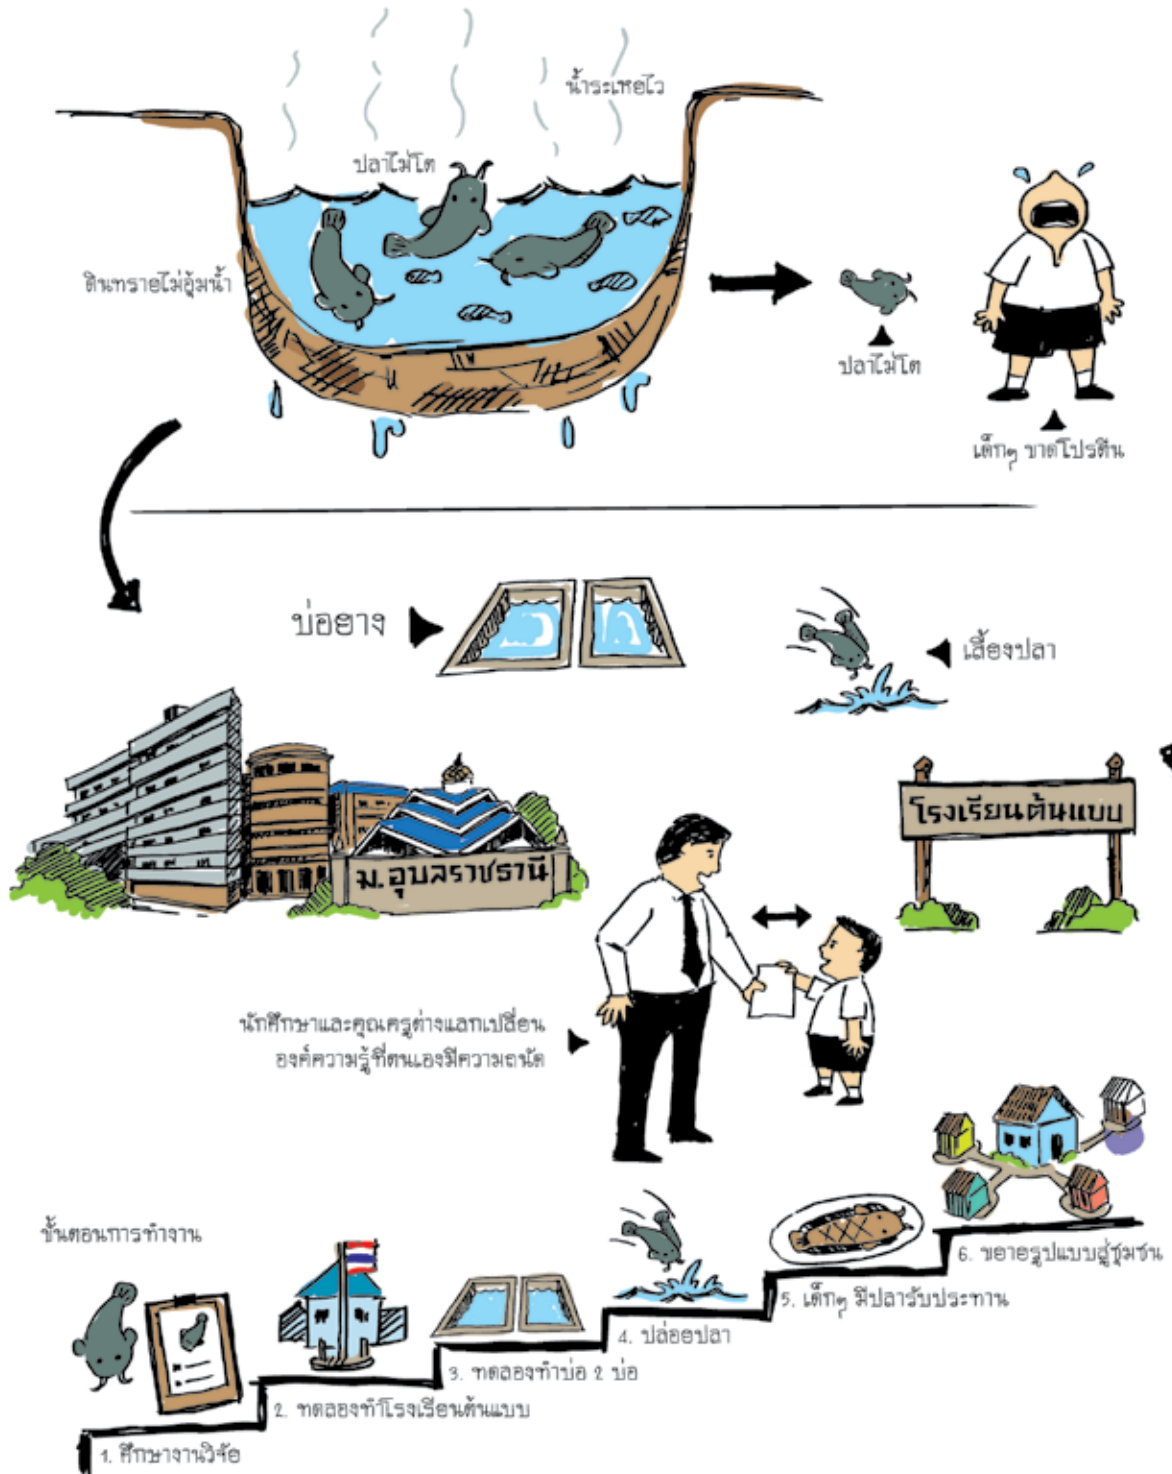 น้ำระเหยไว
ปลาไม่โต
ดินทรายไม่อุ้มน้ำ
ปลาไม่โต
เด็กๆ ขาดโปรตีน
บ่อยาง
เลี้ยงปลา
โรงเรียนต้นแบบ
ม.อุบลราชธานี
นักศึกษาและคุณครูต่างแลกเปลี่ยน
องค์ความรู้ที่ตนเองมีความถนัด
ขั้นตอนการทำงาน
1. ศึกษางานวิจัย
2. ทดลองทำโรงเรียนต้นแบบ
3. ทดลองทำบ่อ 2 บ่อ
4. ปล่อยปลา
5. เด็กๆ มีปลารับประทาน
6. ขยายรูปแบบสู่ชุมชน